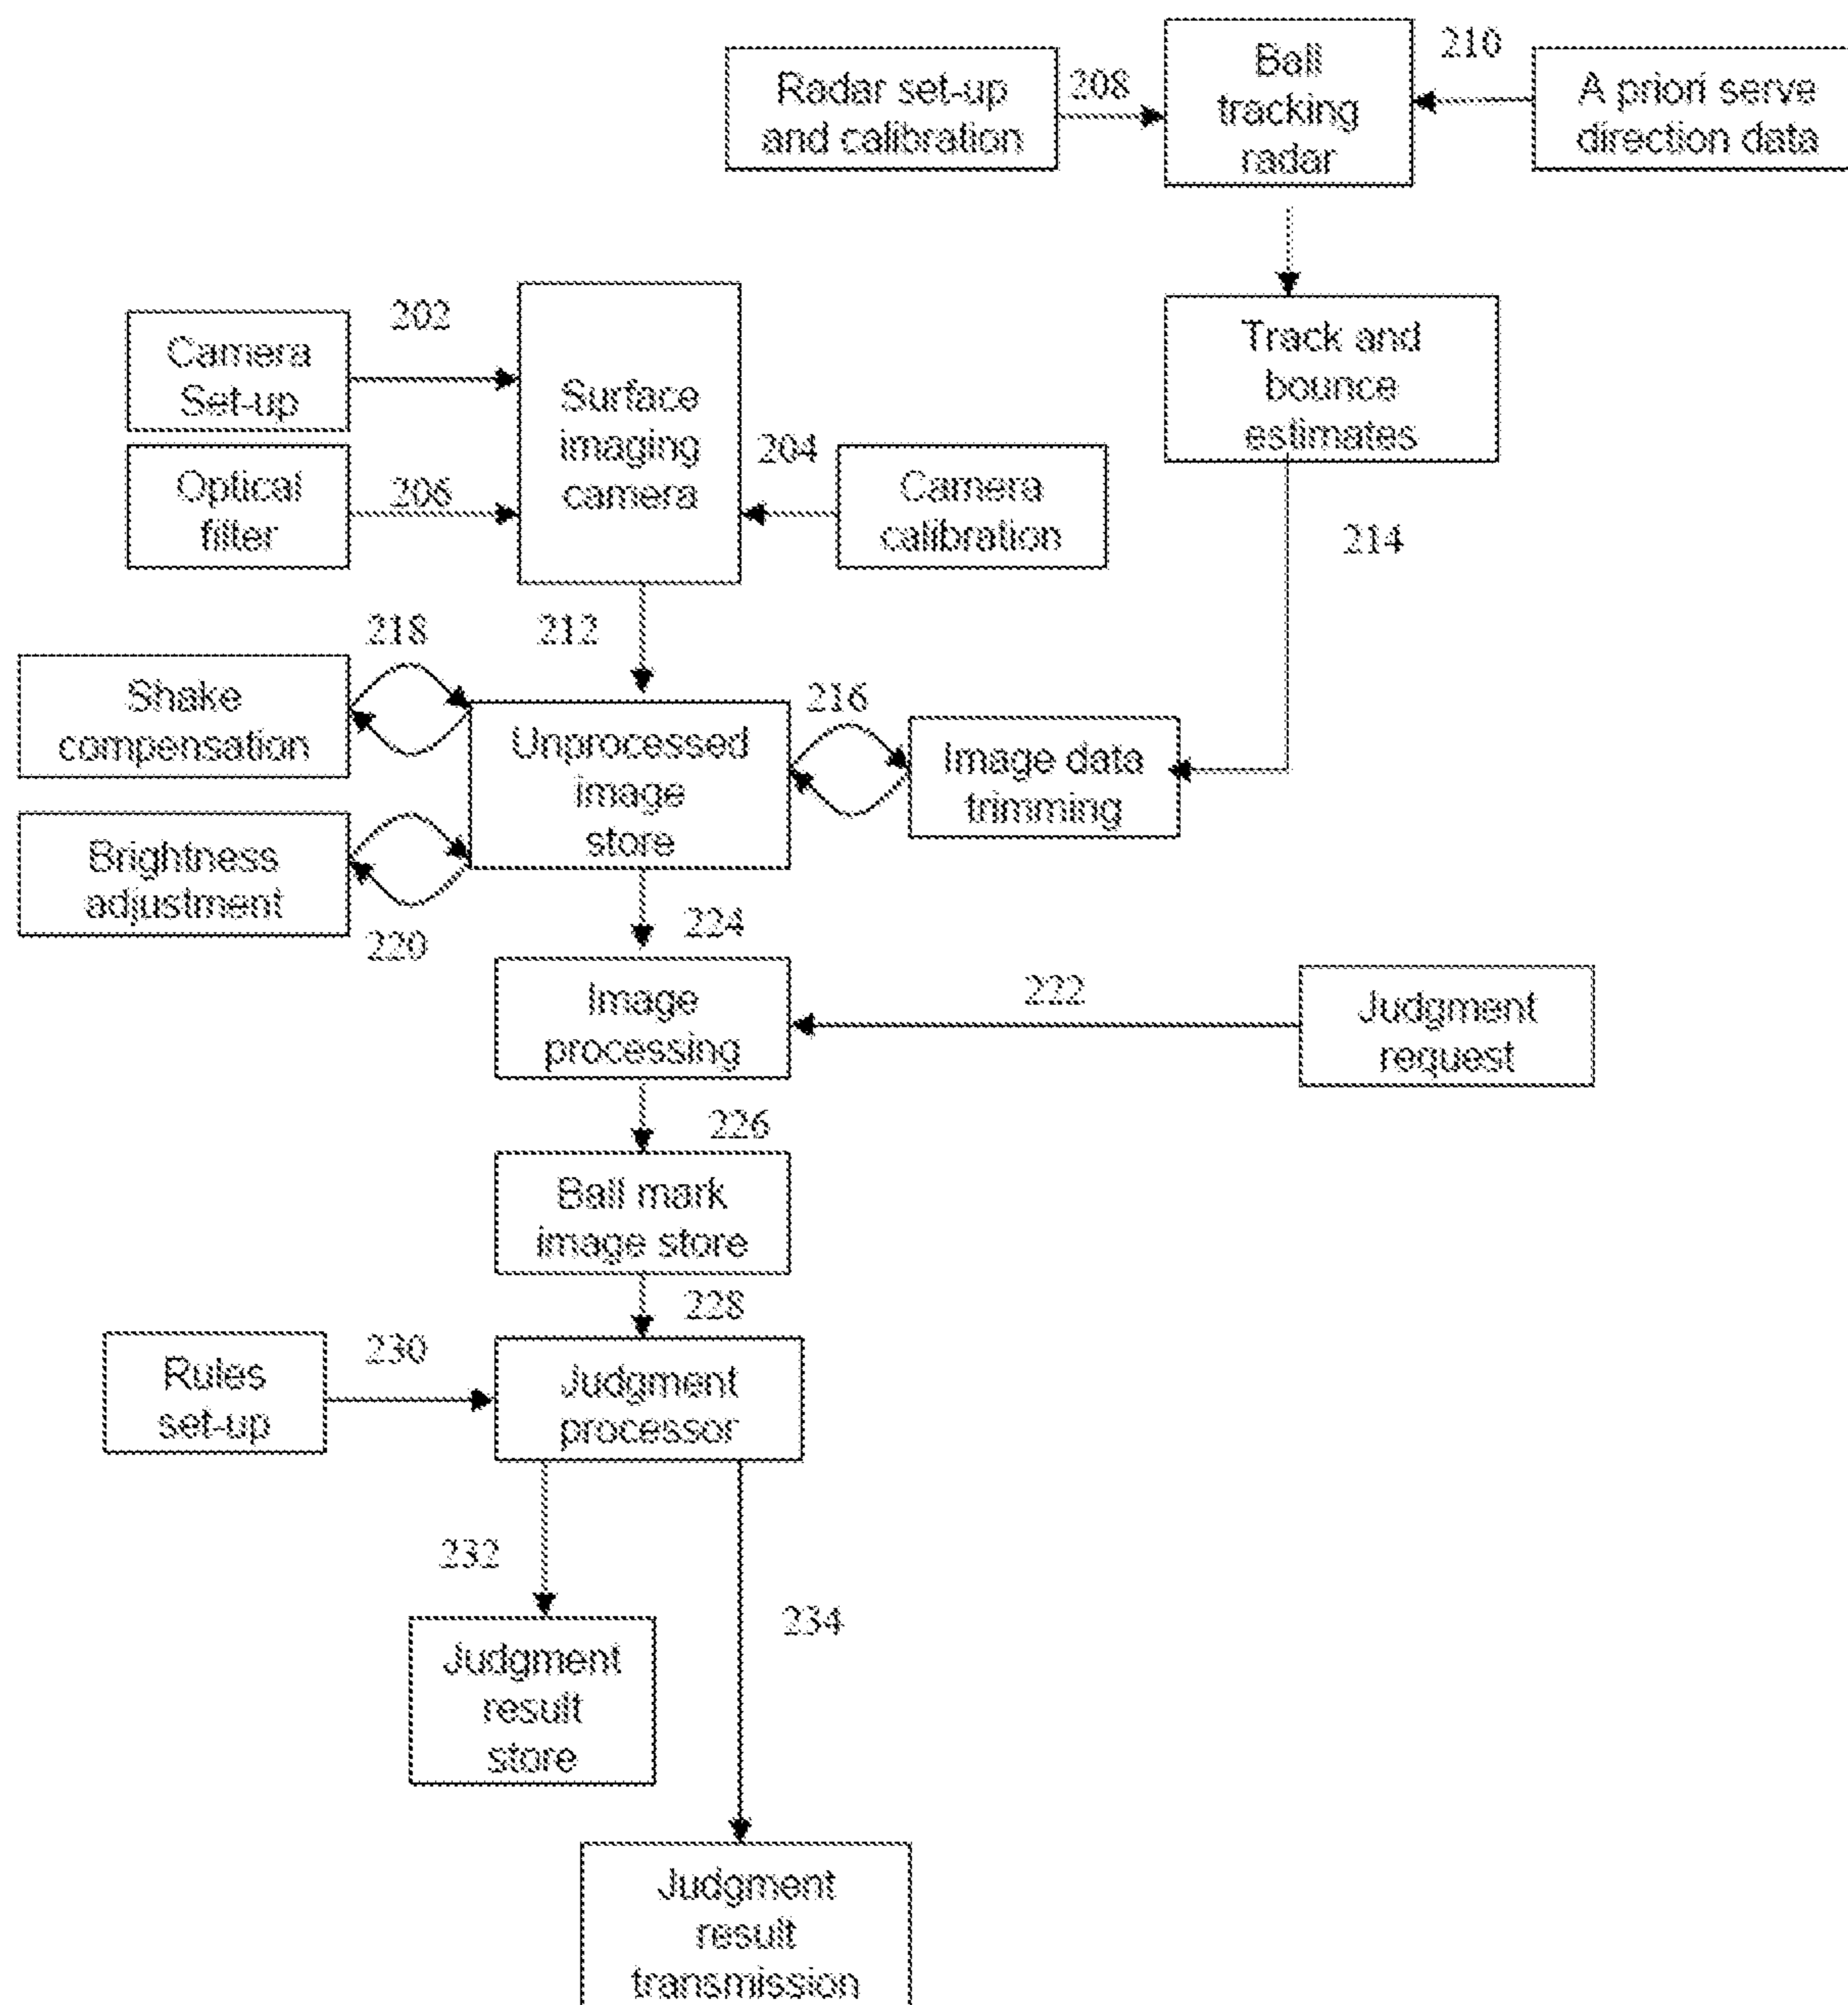 210
Ball
tracking
radar
Radar set-up
and calibration
208
A priori serve
direction data
Track and
bounce
estimates
202
Camera
Set-up
Surface
imaging
camera
204
Optical
filter
206
Camera
calibration
214
212
218
Shake
compensation
216
Unprocessed
image
store
Image data
trimming
Brightness
adjustment
220
224
Image
processing
222
Judgment
request
226
Ball mark
image store
228
230
Rules
set-up
Judgment
processor
232
234
Judgment
result
store
Judgment
result
transmission